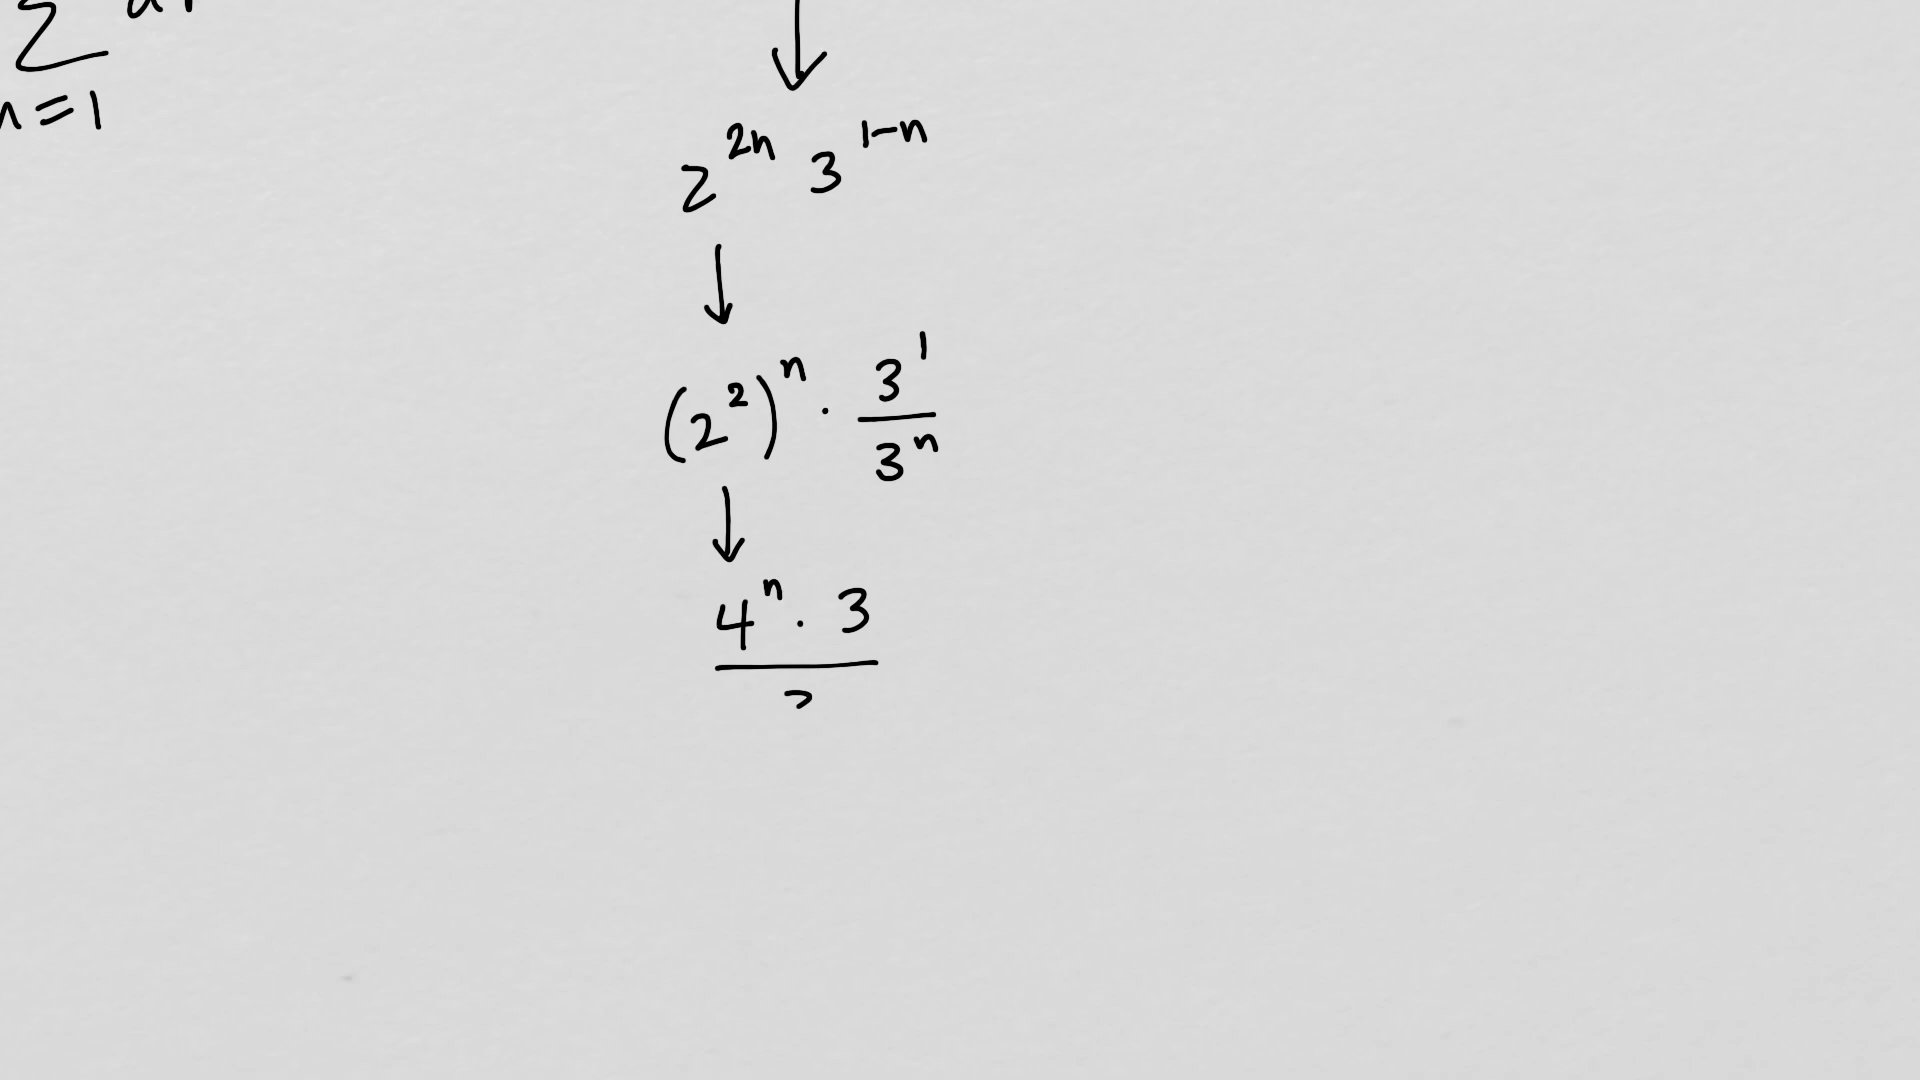 ∑
n=1
2^{2n} 3^{1-n}
(2^2)^n · 3^1 / 3^n
4^n · 3